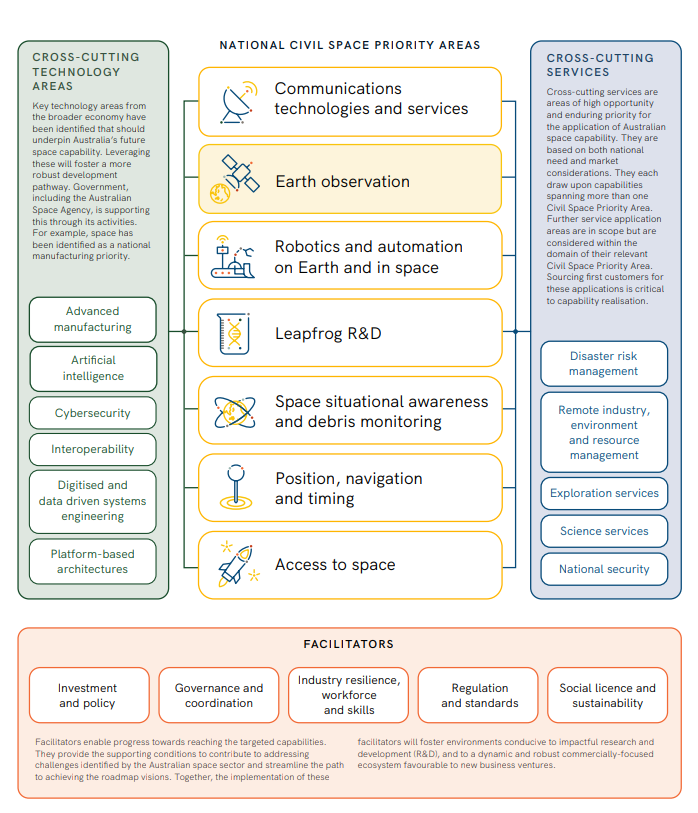 CROSS-CUTTING
TECHNOLOGY
AREAS
Key technology areas from
the broader economy have
been identified that should
underpin Australia's future
space capability. Leveraging
these will foster a more
robust development
pathway. Government,
including the Australian
Space Agency, is supporting
this through its activities.
For example, space has
been identified as a national
manufacturing priority.
Advanced
manufacturing
Artificial
intelligence
Cybersecurity
Interoperability
Digitised and
data driven systems
engineering
Platform-based
architectures
NATIONAL CIVIL SPACE PRIORITY AREAS
Communications
technologies and services
Earth observation
Robotics and automation
on Earth and in space
Leapfrog R&D
Space situational awareness
and debris monitoring
Position, navigation
and timing
Access to space
CROSS-CUTTING
SERVICES
Cross-cutting services are
areas of high opportunity
and enduring priority for
the application of Australian
space capability. They are
based on both national
need and market
considerations. They each
draw upon capabilities
spanning more than one
Civil Space Priority Area.
Further service application
areas are in scope but are
considered within the
domain of their relevant
Civil Space Priority Area.
Sourcing first customers for
these applications is critical
to capability realisation.
Disaster risk
management
Remote industry,
environment
and resource
management
Exploration services
Science services
National security
FACILITATORS
Investment
and policy
Governance and
coordination
Industry resilience,
workforce
and skills
Regulation
and standards
Social licence and
sustainability
Facilitators enable progress towards reaching the targeted capabilities.
They provide the supporting conditions to contribute to addressing
challenges identified by the Australian space sector and streamline the path
to achieving the roadmap visions. Together, the implementation of these
facilitators will foster environments conducive to impactful research and
development (R&D), and to a dynamic and robust commercially-focused
ecosystem favourable to new business ventures.